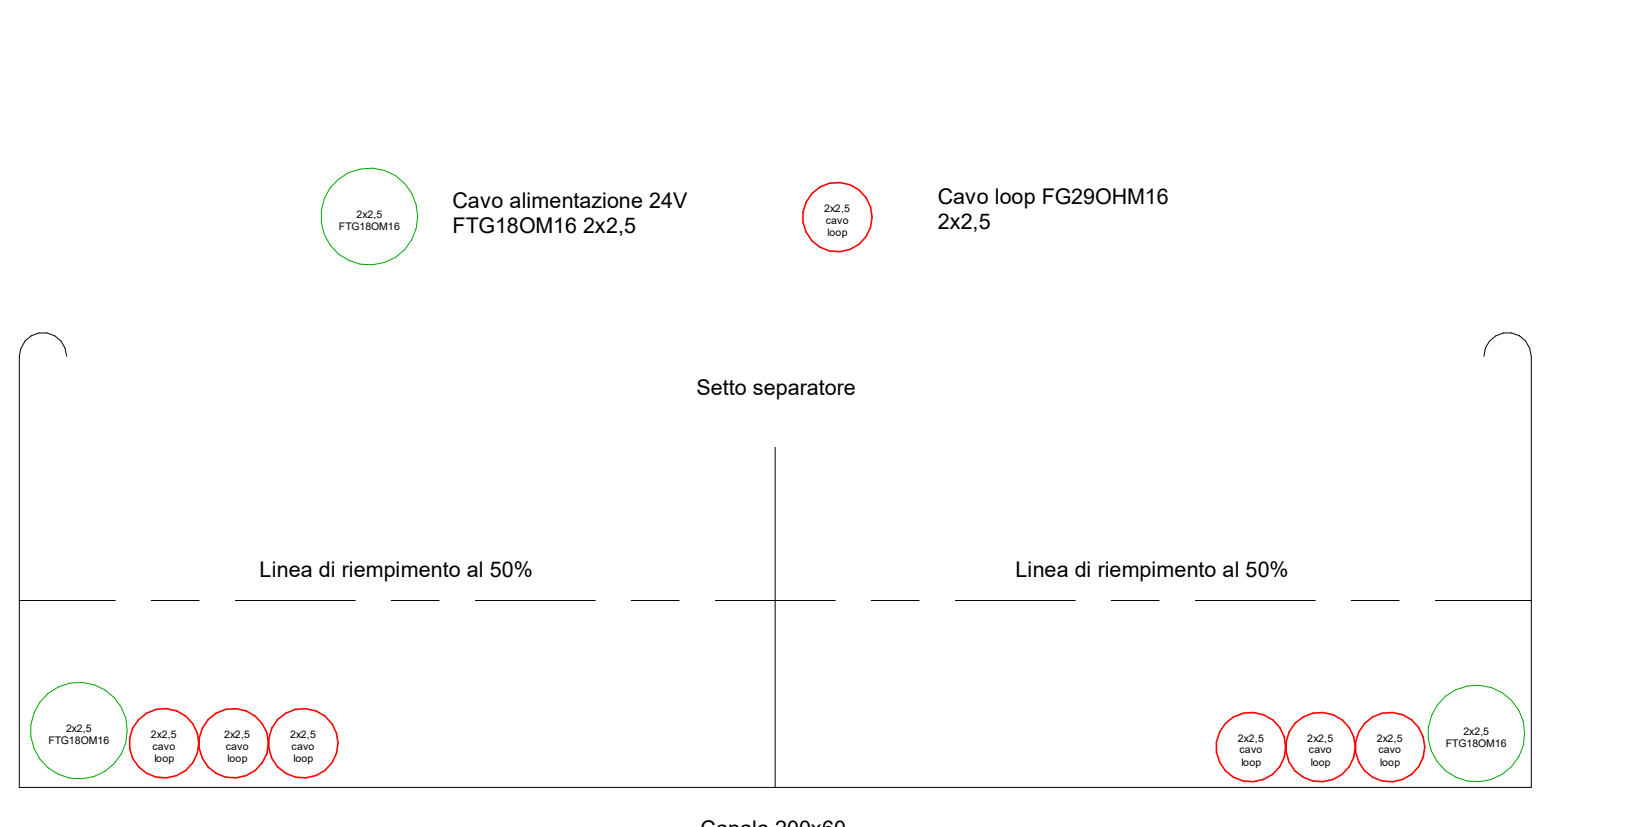 2x2,5
FTG18OM16
Cavo alimentazione 24V
FTG18OM16 2x2,5
2x2,5
cavo
loop
Cavo loop FG29OHM16
2x2,5
Setto separatore
Linea di riempimento al 50%
Linea di riempimento al 50%
2x2,5
FTG18OM16
2x2,5
cavo
loop
2x2,5
cavo
loop
2x2,5
cavo
loop
2x2,5
cavo
loop
2x2,5
cavo
loop
2x2,5
cavo
loop
2x2,5
FTG18OM16
Canala 200x60